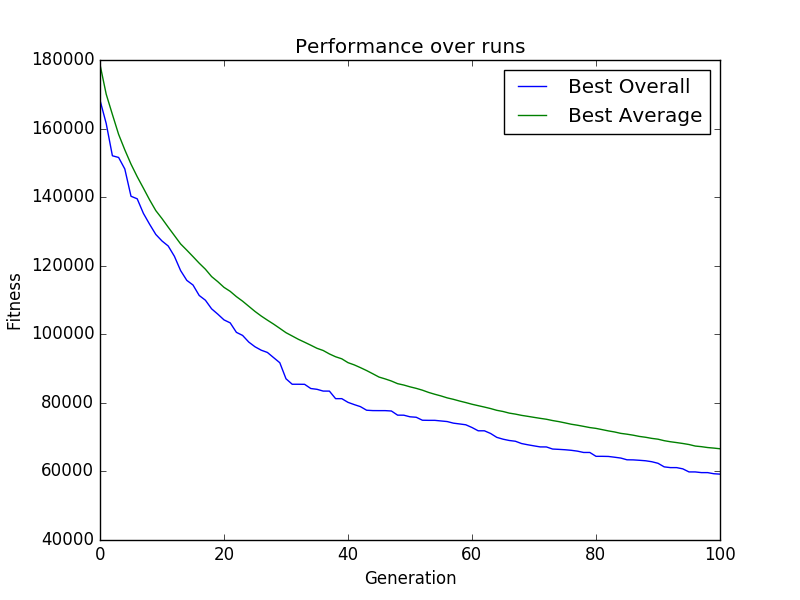 Performance over runs
180000
160000
140000
120000
100000
80000
60000
40000
Fitness
0 20 40 60 80 100
Generation
Best Overall
Best Average